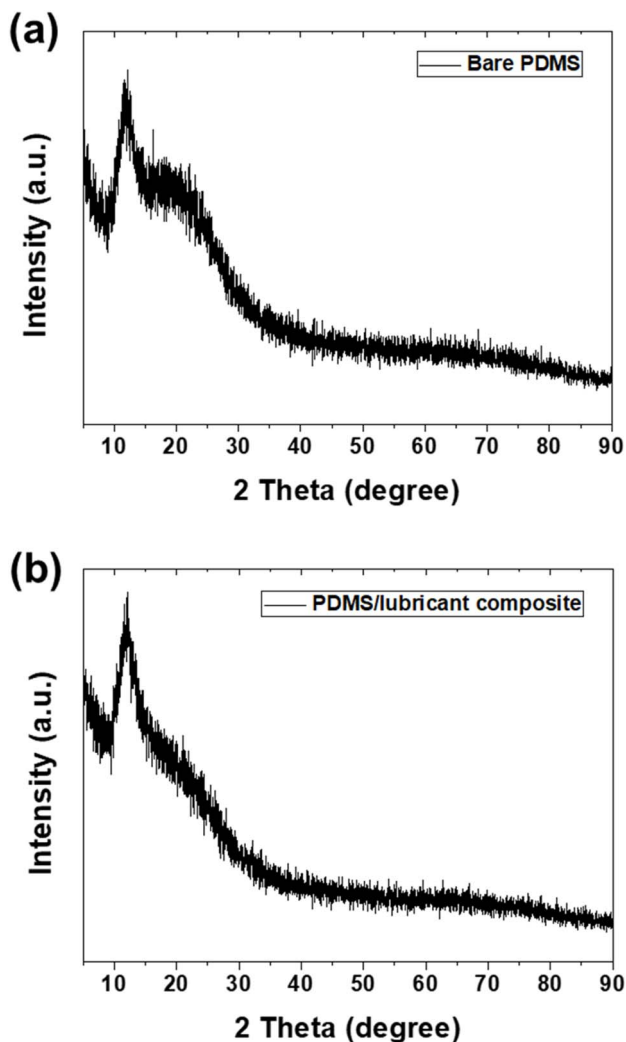 (a)
Bare PDMS
Intensity (a.u.)
10 20 30 40 50 60 70 80 90
2 Theta (degree)
(b)
PDMS/lubricant composite
Intensity (a.u.)
10 20 30 40 50 60 70 80 90
2 Theta (degree)